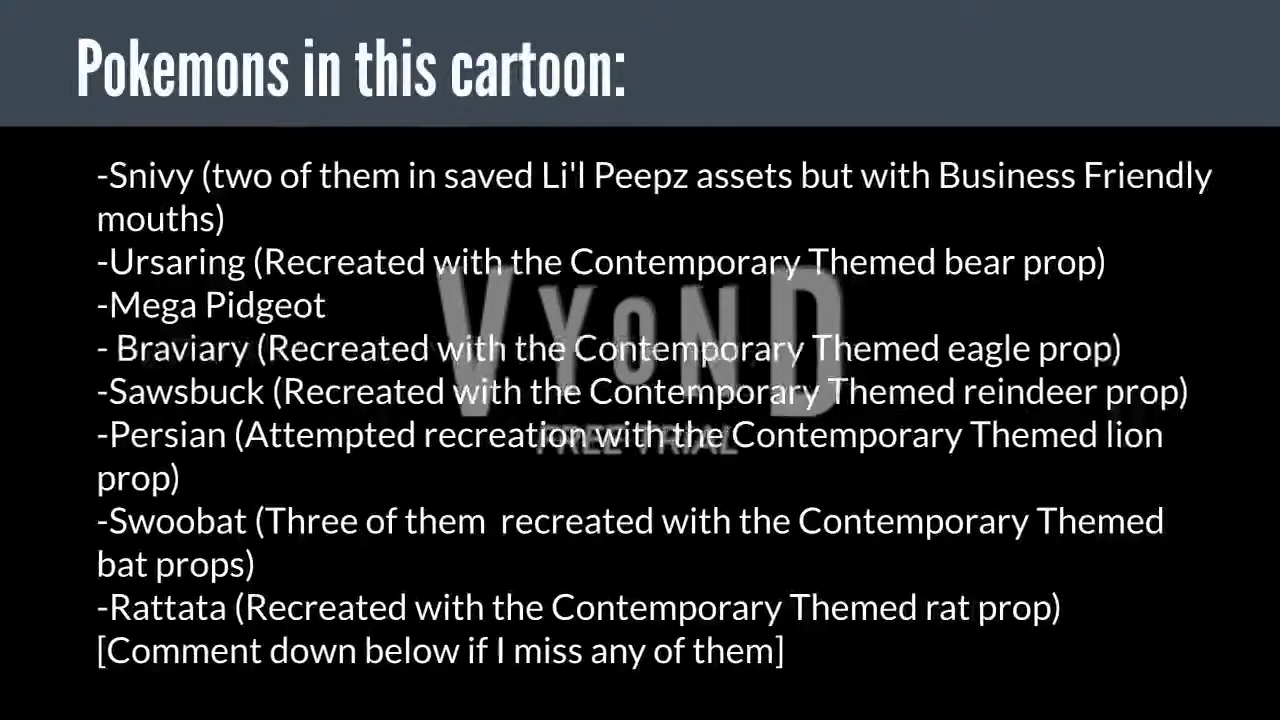 Pokemons in this cartoon:
-Snivy (two of them in saved Li'l Peepz assets but with Business Friendly
mouths)
-Ursaring (Recreated with the Contemporary Themed bear prop)
-Mega Pidgeot
- Braviary (Recreated with the Contemporary Themed eagle prop)
-Sawsbuck (Recreated with the Contemporary Themed reindeer prop)
-Persian (Attempted recreation with the Contemporary Themed lion
prop)
-Swoobat (Three of them  recreated with the Contemporary Themed
bat props)
-Rattata (Recreated with the Contemporary Themed rat prop)
[Comment down below if I miss any of them]
VYOND
FREE TRIAL